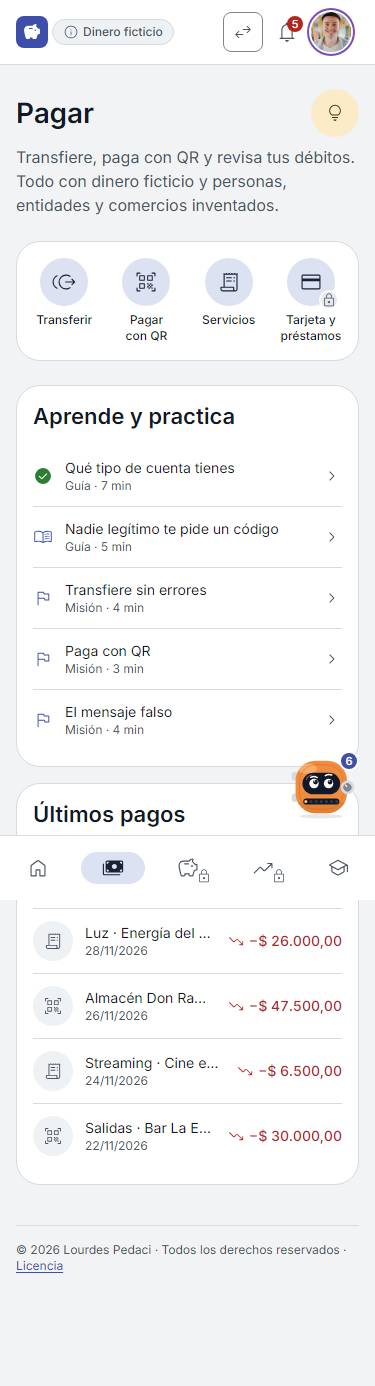 Dinero ficticio
5
Pagar
Transfiere, paga con QR y revisa tus débitos.
Todo con dinero ficticio y personas,
entidades y comercios inventados.
Transferir
Pagar
con QR
Servicios
Tarjeta y
préstamos
Aprende y practica
Qué tipo de cuenta tienes
Guía · 7 min
Nadie legítimo te pide un código
Guía · 5 min
Transfiere sin errores
Misión · 4 min
Paga con QR
Misión · 3 min
El mensaje falso
Misión · 4 min
6
Últimos pagos
Luz · Energía del ...
28/11/2026
−$ 26.000,00
Almacén Don Ra...
26/11/2026
−$ 47.500,00
Streaming · Cine e...
24/11/2026
−$ 6.500,00
Salidas · Bar La E...
22/11/2026
−$ 30.000,00
© 2026 Lourdes Pedaci · Todos los derechos reservados ·
Licencia